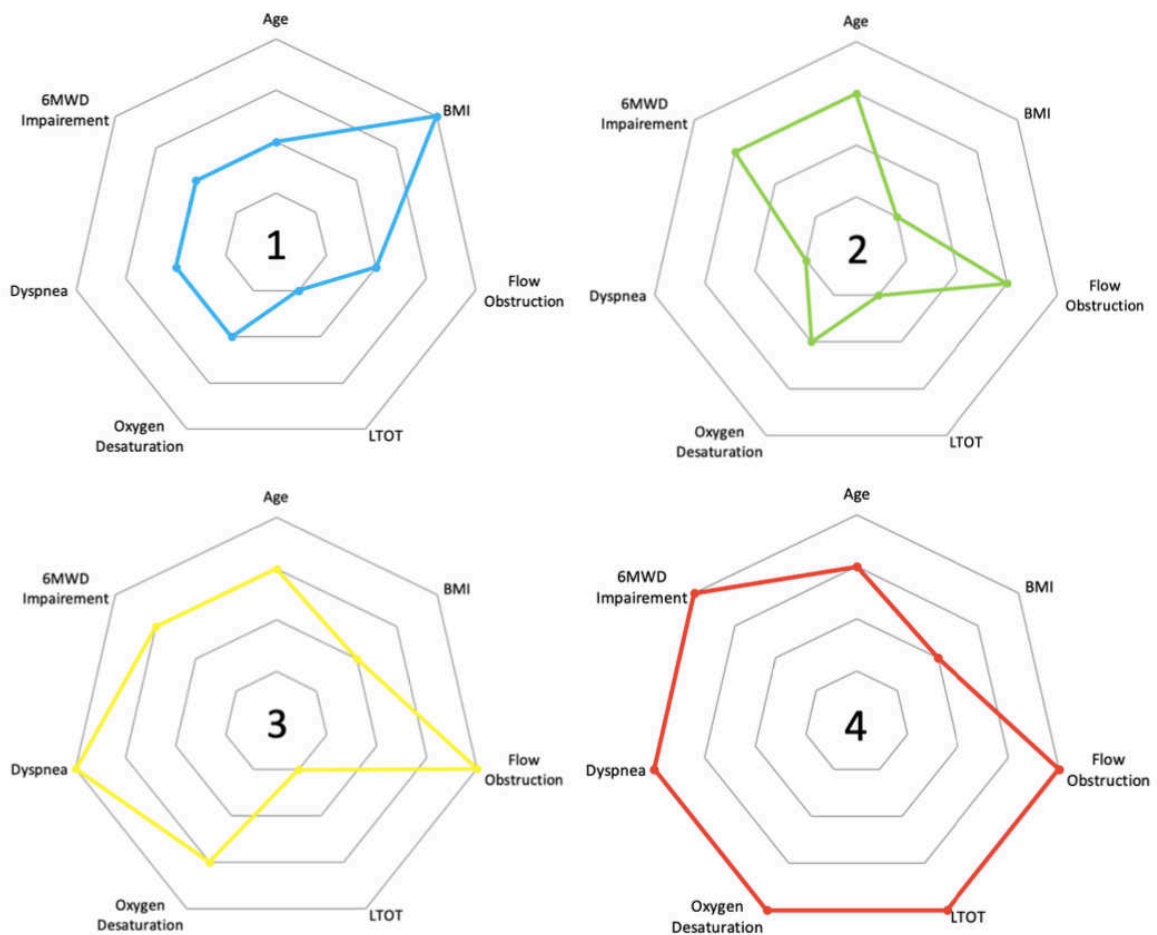 Age
6MWD
Impairement
BMI
1
Dyspnea
Flow
Obstruction
Oxygen
Desaturation
LTOT
Age
6MWD
Impairement
BMI
2
Dyspnea
Flow
Obstruction
Oxygen
Desaturation
LTOT
Age
6MWD
Impairement
BMI
3
Dyspnea
Flow
Obstruction
Oxygen
Desaturation
LTOT
Age
6MWD
Impairement
BMI
4
Dyspnea
Flow
Obstruction
Oxygen
Desaturation
LTOT